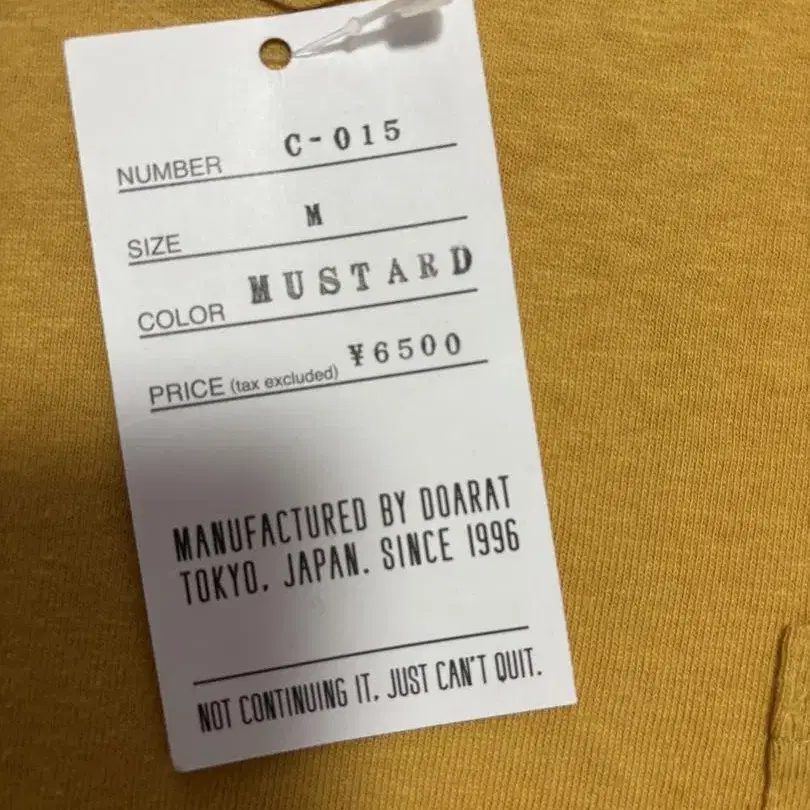 NUMBER C-015
SIZE M
COLOR MUSTARD
PRICE (tax excluded) ¥6500
MANUFACTURED BY DOARAT
TOKYO, JAPAN. SINCE 1996
NOT CONTINUING IT, JUST CAN'T QUIT.